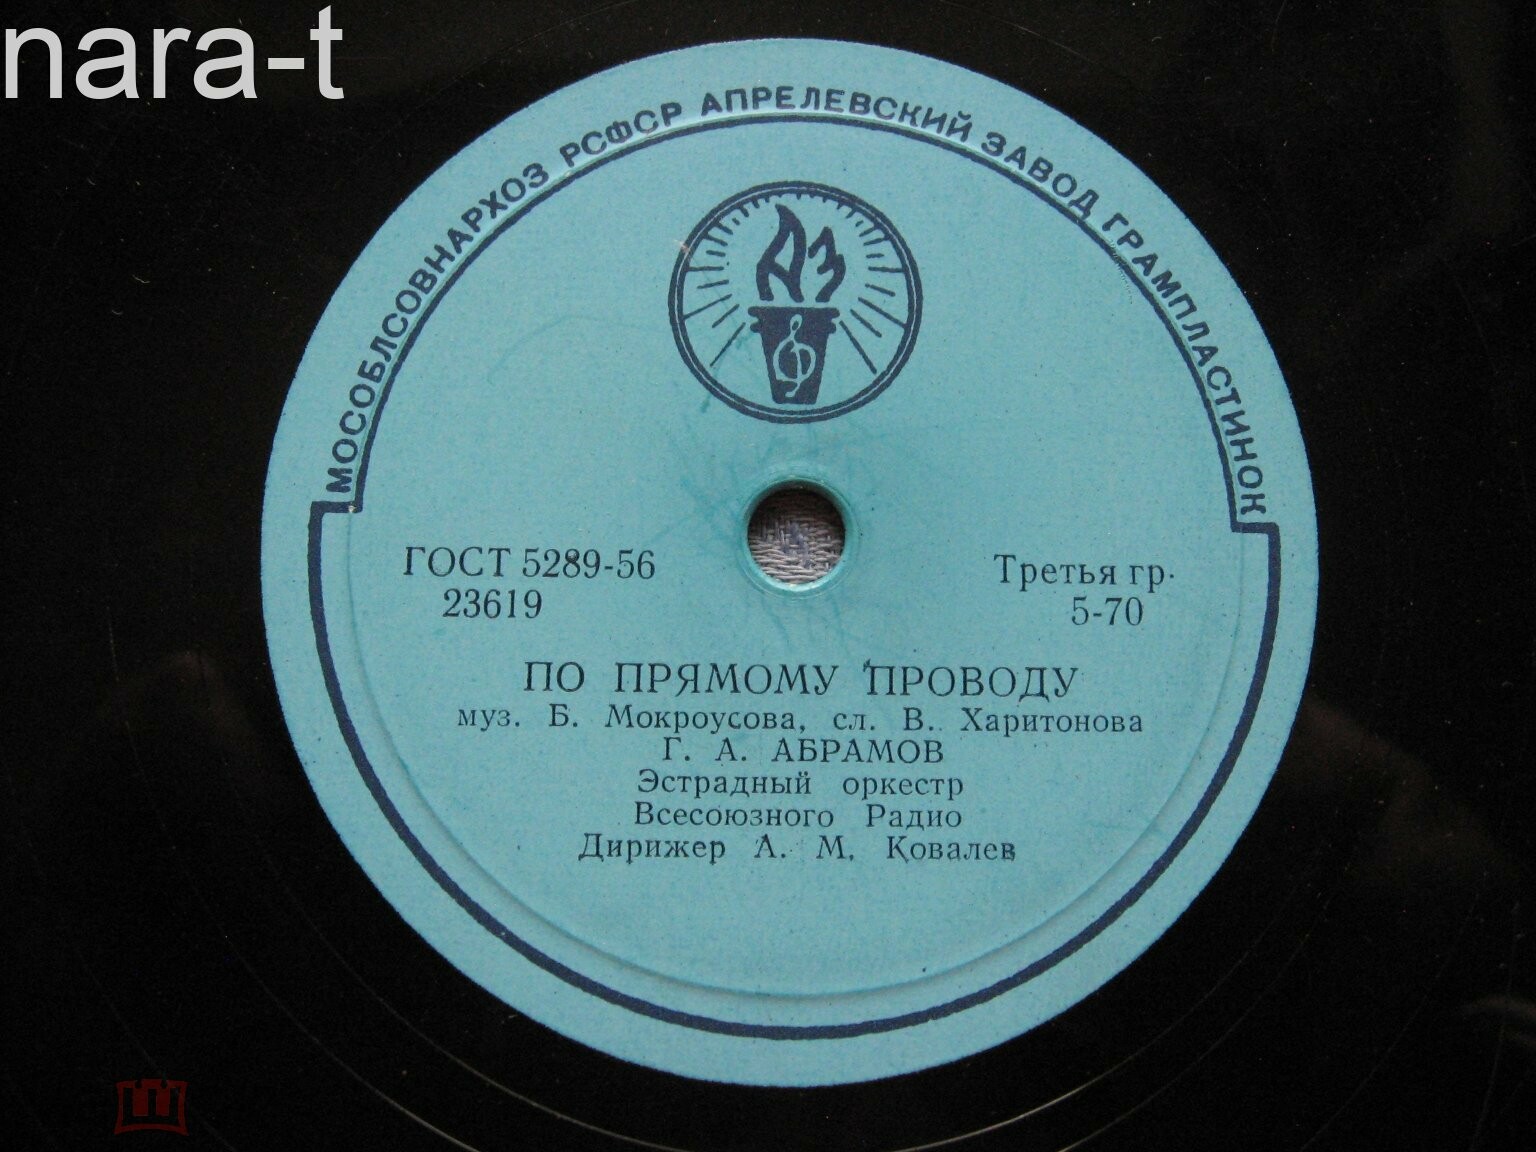 nara-t
МОСОБЛСОВНАРХОЗ РСФСР АПРЕЛЕВСКИЙ ЗАВОД ГРАМПЛАСТИНОК
АЗ
ГОСТ 5289-56
23619
Третья гр.
5-70
ПО ПРЯМОМУ ПРОВОДУ
муз. Б. Мокроусова, сл. В. Харитонова
Г. А. АБРАМОВ
Эстрадный оркестр
Всесоюзного Радио
Дирижер А. М. Ковалев